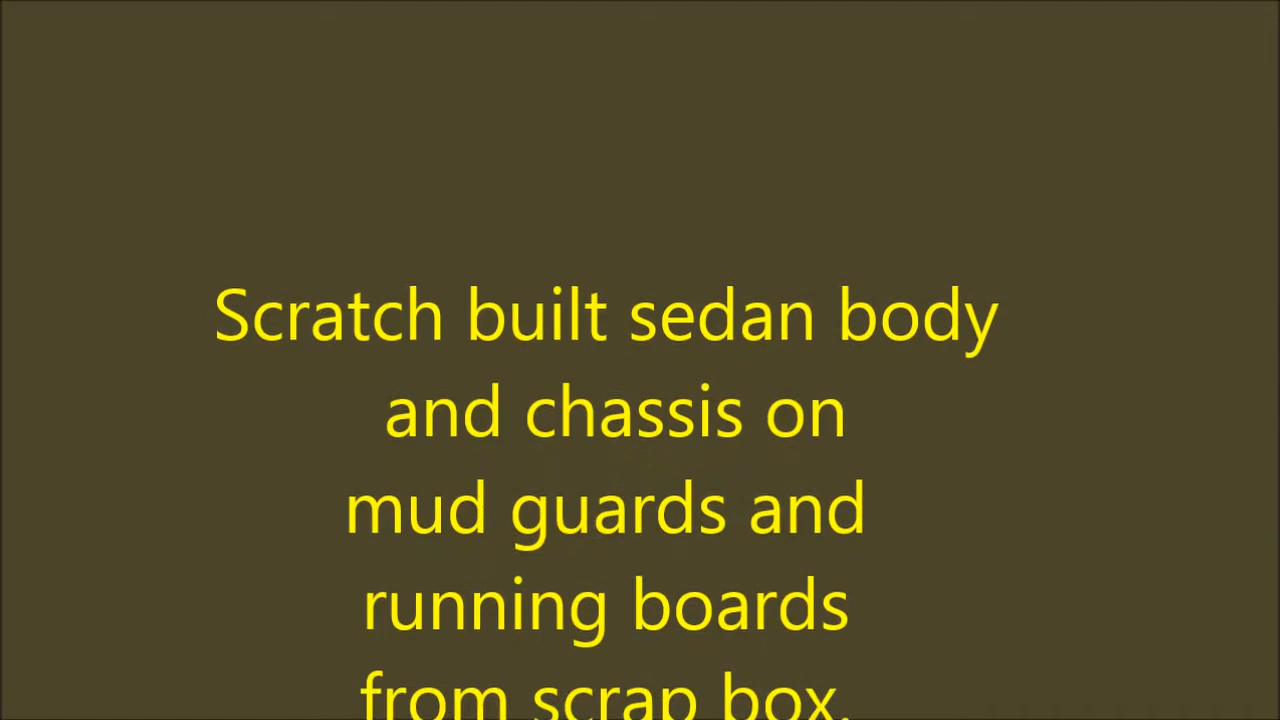 Scratch built sedan body
and chassis on
mud guards and
running boards
from scrap box.